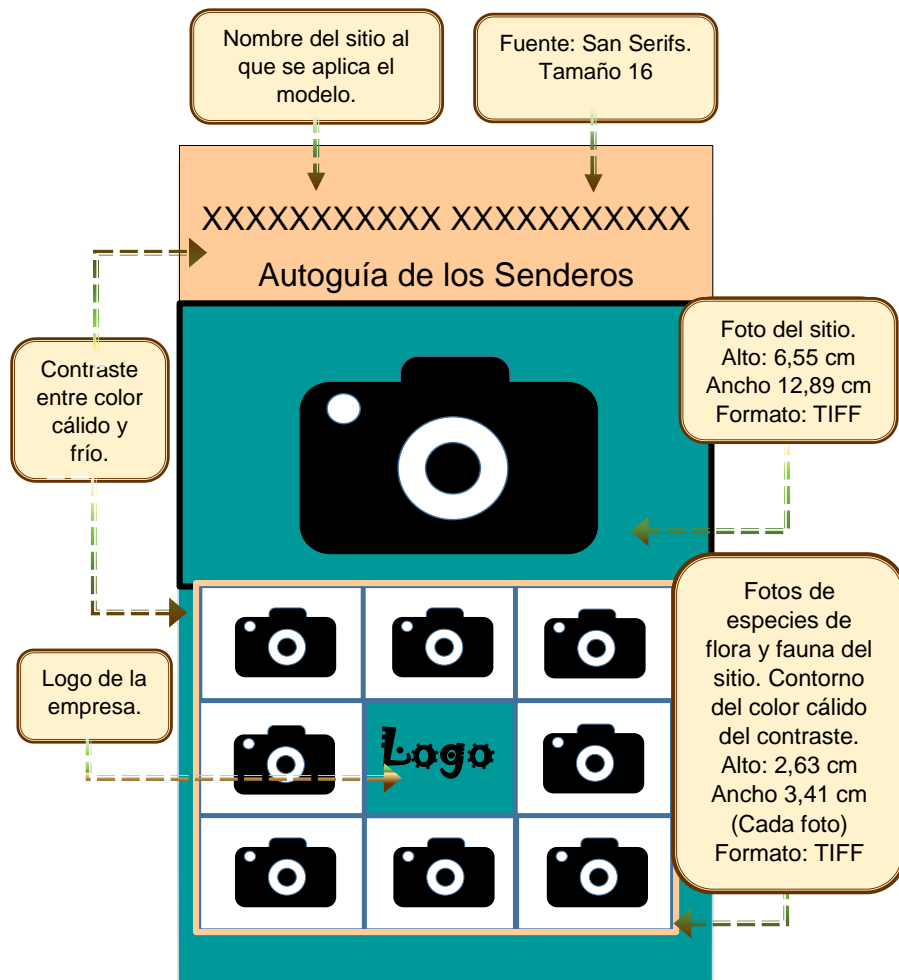 Nombre del sitio al
que se aplica el
modelo.
Fuente: San Serifs.
Tamaño 16
XXXXXXXXXXX XXXXXXXXXXX
Autoguía de los Senderos
Contraste
entre color
cálido y
frío.
Foto del sitio.
Alto: 6,55 cm
Ancho 12,89 cm
Formato: TIFF
Logo de la
empresa.
Logo
Fotos de
especies de
flora y fauna del
sitio. Contorno
del color cálido
del contraste.
Alto: 2,63 cm
Ancho 3,41 cm
(Cada foto)
Formato: TIFF